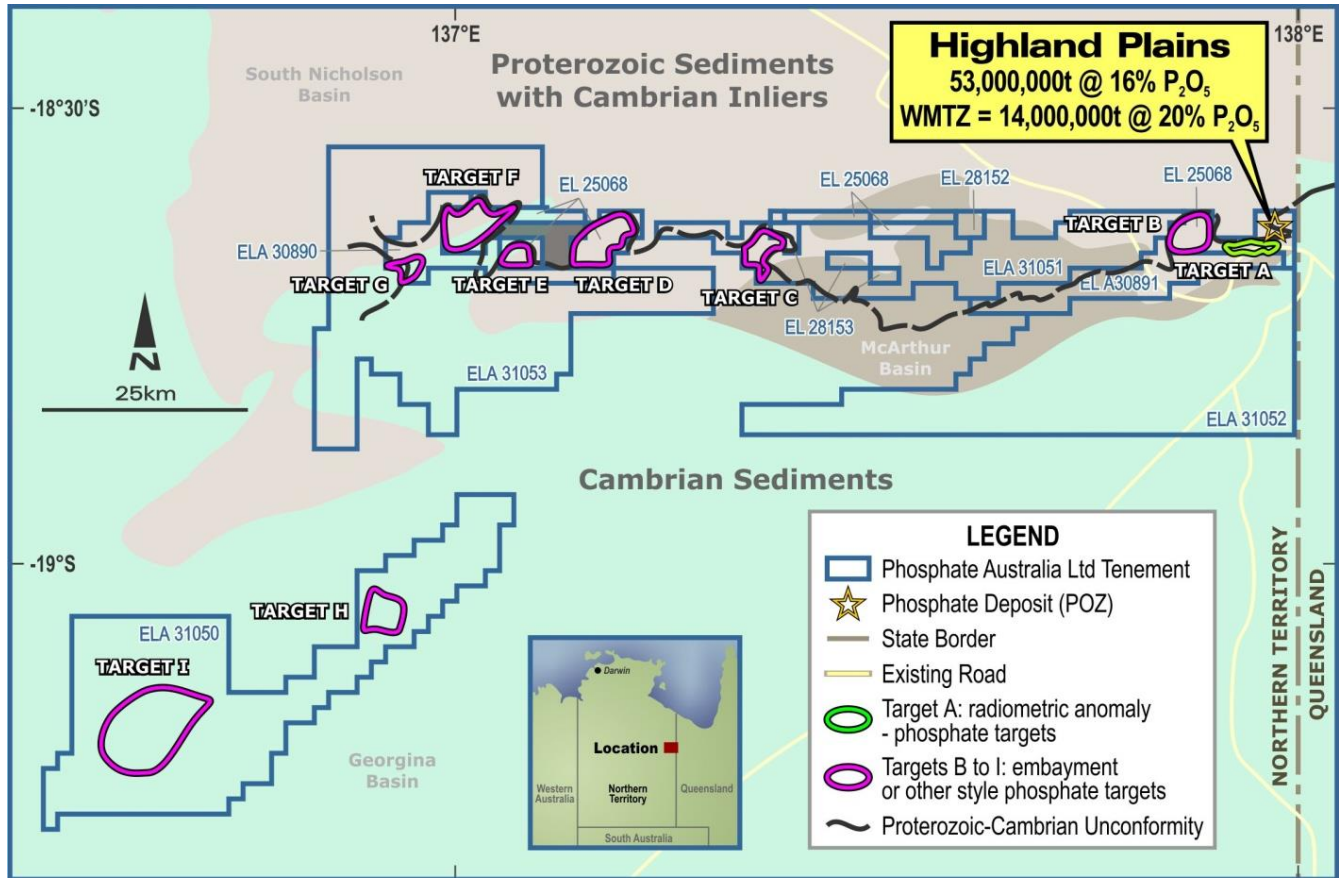 137°E
138°E
Highland Plains
53,000,000t @ 16% P₂O₅
WMTZ = 14,000,000t @ 20% P₂O₅
South Nicholson
Basin
Proterozoic Sediments
with Cambrian Inliers
-18°30'S
TARGET F
EL 25068
EL 25068
EL 28152
EL 25068
TARGET B
ELA 30890
TARGET G
TARGET E
TARGET D
TARGET C
ELA 31051
TARGET A
EL A30891
EL 28153
McArthur
Basin
N
25km
ELA 31053
ELA 31052
Cambrian Sediments
-19°S
TARGET H
ELA 31050
TARGET I
Georgina
Basin
Darwin
Location
Western
Australia
Northern
Territory
Queensland
South Australia
LEGEND
Phosphate Australia Ltd Tenement
Phosphate Deposit (POZ)
State Border
Existing Road
Target A: radiometric anomaly
- phosphate targets
Targets B to I: embayment
or other style phosphate targets
Proterozoic-Cambrian Unconformity
NORTHERN TERRITORY
QUEENSLAND